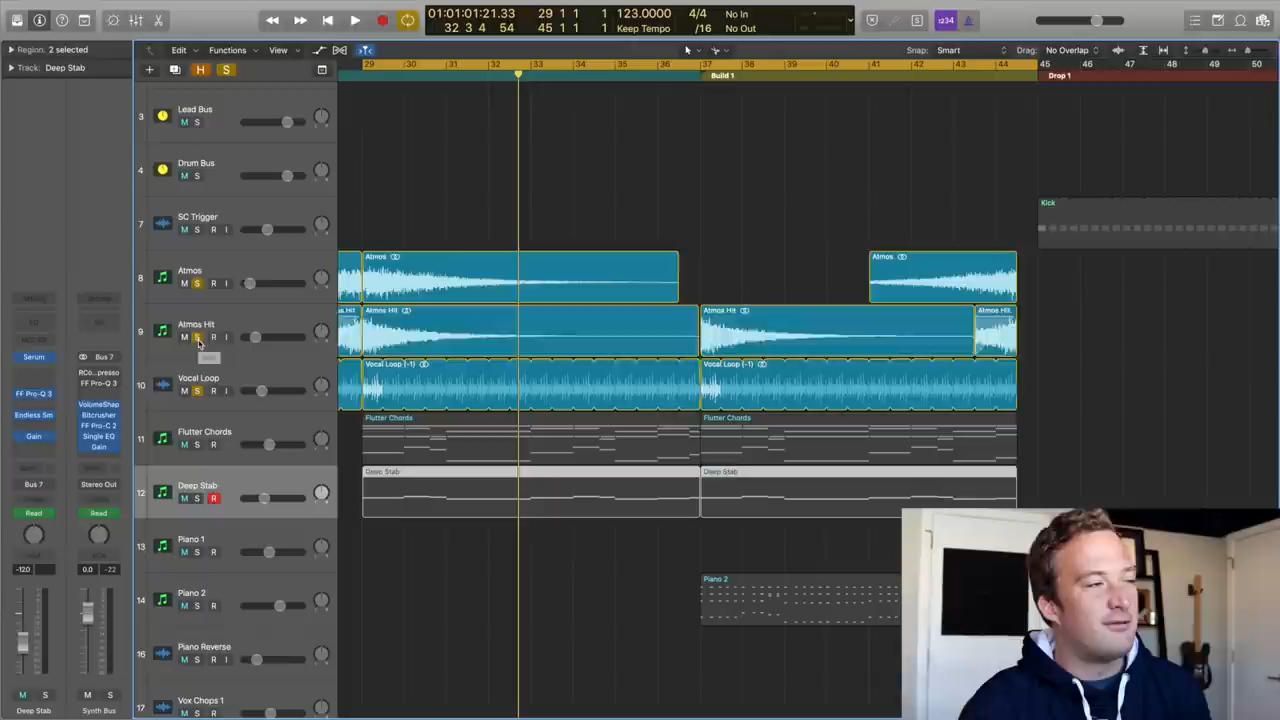 01:01:01:21.33 29 1 1 1 123.0000 4/4 No In
32 3 4 54 45 1 1 1 Keep Tempo /16 No Out
1234
Region: 2 selected
Track: Deep Stab
Edit Functions View Snap: Smart Drag: No Overlap
H S
29 30 31 32 33 34 35 36 37 38 39 40 41 42 43 44 45 46 47 48 49 50
Build 1 Drop 1
3 Lead Bus
M S
4 Drum Bus
M S
7 SC Trigger
M S R I
Kick
8 Atmos
M S R I
Atmos Atmos
9 Atmos Hit
M S R I
Atmos Hit Atmos Hit Atmos Hit
10 Vocal Loop
M S R I
Vocal Loop (-1) Vocal Loop (-1)
11 Flutter Chords
M S R
Flutter Chords Flutter Chords
12 Deep Stab
M S R
Deep Stab Deep Stab
13 Piano 1
M S R
14 Piano 2
M S R
Piano 2
16 Piano Reverse
M S R I
17 Vox Chops 1
M S R I
Serum Bus 7
RCo...presso
FF Pro-Q 3
FF Pro-Q 3 VolumeShap
Endless Sm Bitcrusher
FF Pro-C 2
Gain Single EQ
Gain
Bus 7 Stereo Out
Read Read
-12.0 0.0 -22
M S M S
Deep Stab Synth Bus